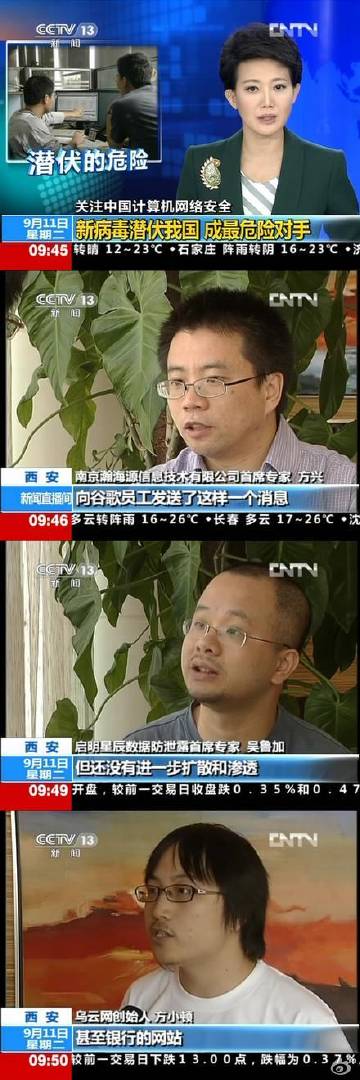 CCTV 13
新闻
CNTV
潜伏的危险
关注中国计算机网络安全
9月11日
星期二
新病毒潜伏我国 成最危险对手
09:45
转晴 12~23℃ •石家庄 阵雨转阴 16~23℃ •济
CCTV 13
新闻
CNTV
西安
南京瀚海源信息技术有限公司首席专家 方兴
新闻直播间
向谷歌员工发送了这样一个消息
09:46
多云转阵雨 16~26℃ •长春 多云 17~26℃ •沈
CCTV 13
新闻
CNTV
西安
启明星辰数据防泄露首席专家 吴鲁加
9月11日
星期二
但还没有进一步扩散和渗透
09:49
开盘，较前一交易日收盘跌0.35%和0.47
CCTV 13
新闻
CNTV
西安
乌云网创始人 方小顿
9月11日
星期二
甚至银行的网站
09:50
较前一交易日下跌13.00点，跌幅为0.37%